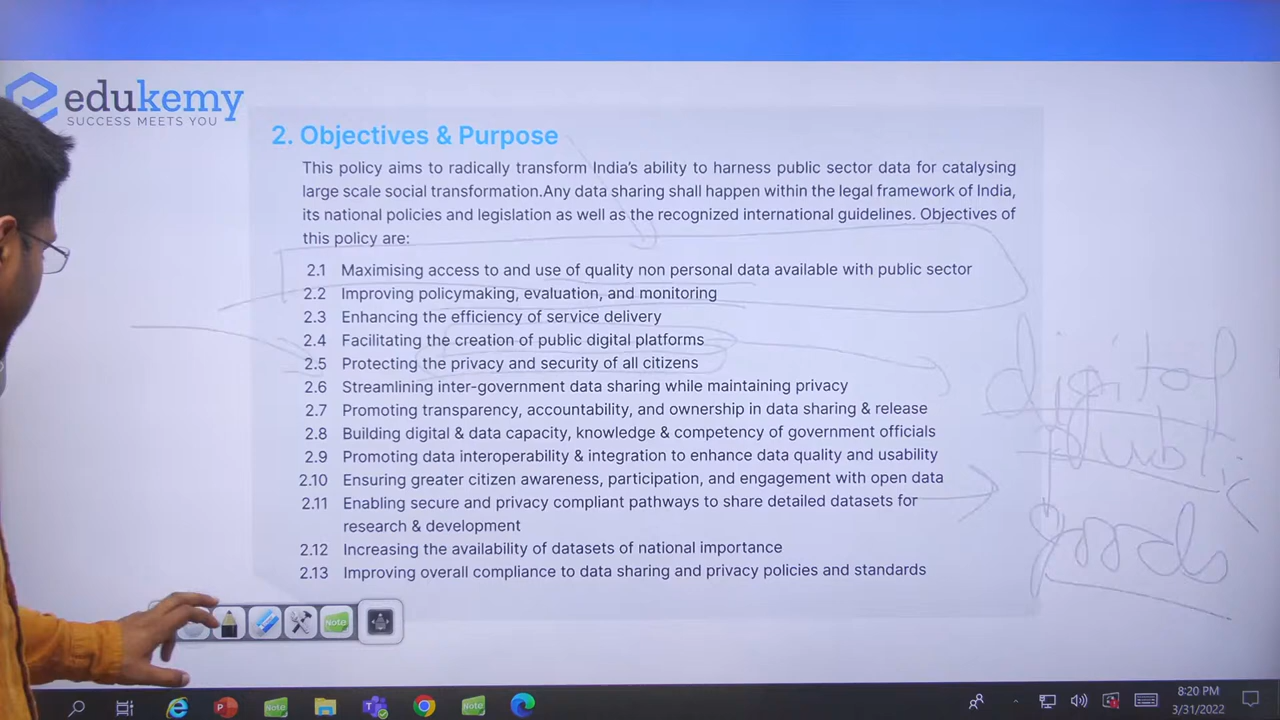 edukemy
SUCCESS MEETS YOU
2. Objectives & Purpose
This policy aims to radically transform India's ability to harness public sector data for catalysing
large scale social transformation.Any data sharing shall happen within the legal framework of India,
its national policies and legislation as well as the recognized international guidelines. Objectives of
this policy are:
2.1 Maximising access to and use of quality non personal data available with public sector
2.2 Improving policymaking, evaluation, and monitoring
2.3 Enhancing the efficiency of service delivery
2.4 Facilitating the creation of public digital platforms
2.5 Protecting the privacy and security of all citizens
2.6 Streamlining inter-government data sharing while maintaining privacy
2.7 Promoting transparency, accountability, and ownership in data sharing & release
2.8 Building digital & data capacity, knowledge & competency of government officials
2.9 Promoting data interoperability & integration to enhance data quality and usability
2.10 Ensuring greater citizen awareness, participation, and engagement with open data
2.11 Enabling secure and privacy compliant pathways to share detailed datasets for
research & development
2.12 Increasing the availability of datasets of national importance
2.13 Improving overall compliance to data sharing and privacy policies and standards
digital
public
goods
Note
Note
Note
8:20 PM
3/31/2022